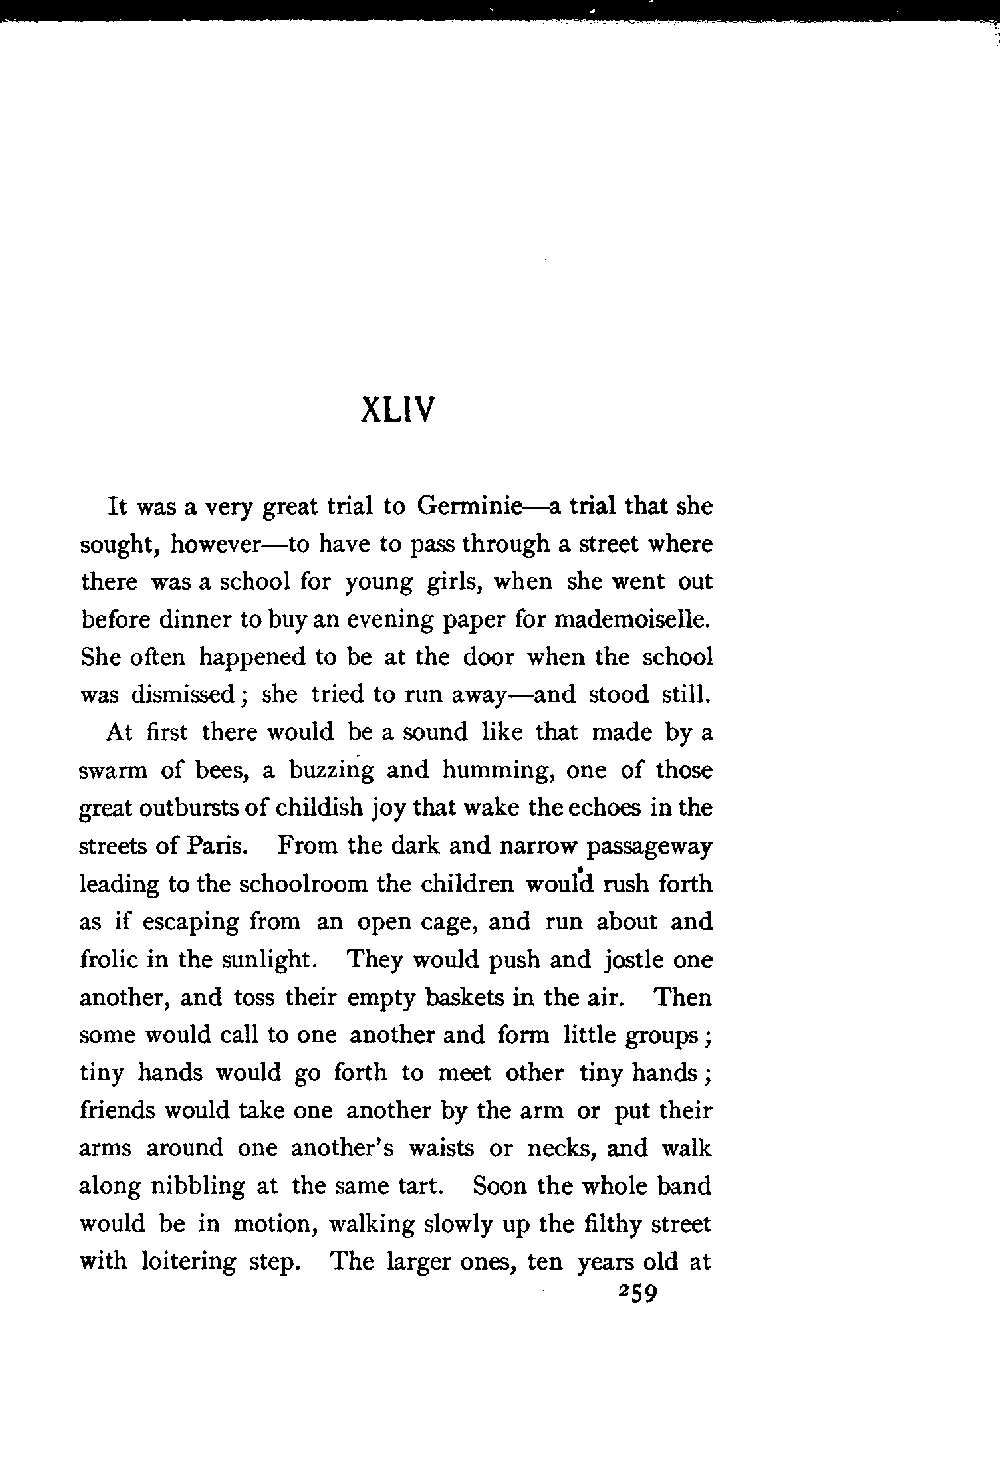 XLIV
It was a very great trial to Germinie—a trial that she
sought, however—to have to pass through a street where
there was a school for young girls, when she went out
before dinner to buy an evening paper for mademoiselle.
She often happened to be at the door when the school
was dismissed; she tried to run away—and stood still.
At first there would be a sound like that made by a
swarm of bees, a buzzing and humming, one of those
great outbursts of childish joy that wake the echoes in the
streets of Paris. From the dark and narrow passageway
leading to the schoolroom the children would rush forth
as if escaping from an open cage, and run about and
frolic in the sunlight. They would push and jostle one
another, and toss their empty baskets in the air. Then
some would call to one another and form little groups;
tiny hands would go forth to meet other tiny hands;
friends would take one another by the arm or put their
arms around one another's waists or necks, and walk
along nibbling at the same tart. Soon the whole band
would be in motion, walking slowly up the filthy street
with loitering step. The larger ones, ten years old at
259